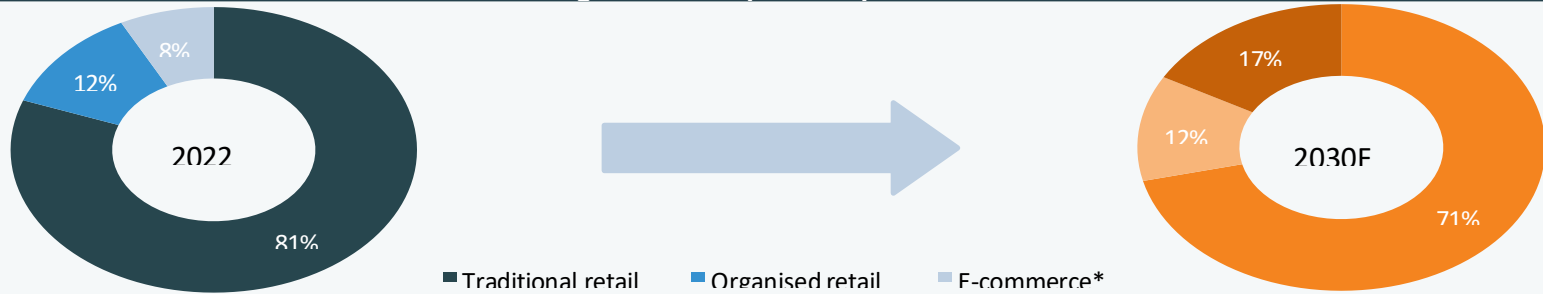 8%
17%
12%
12%
2022
2030F
81%
71%
Traditional retail
Organised retail
E-commerce*